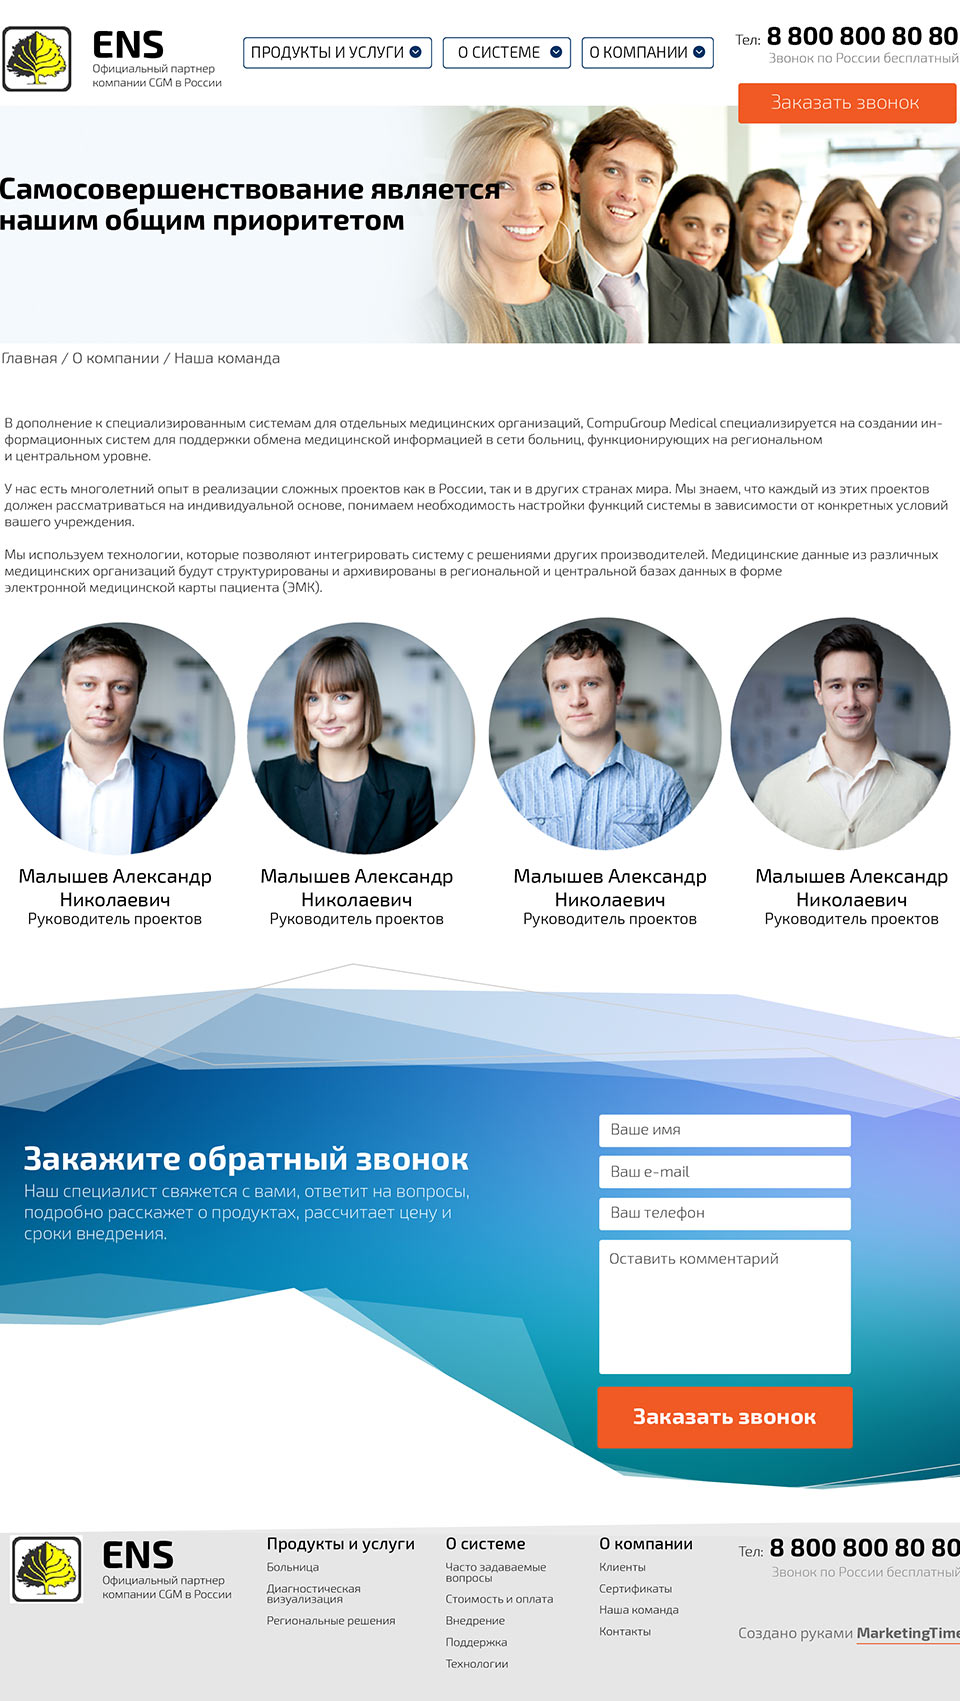 ENS
Официальный партнер
компании CGM в России
ПРОДУКТЫ И УСЛУГИ
О СИСТЕМЕ
О КОМПАНИИ
Тел: 8 800 800 80 80
Звонок по России бесплатный
Заказать звонок
Самосовершенствование является
нашим общим приоритетом
Главная / О компании / Наша команда
В дополнение к специализированным системам для отдельных медицинских организаций, CompuGroup Medical специализируется на создании ин-
формационных систем для поддержки обмена медицинской информацией в сети больниц, функционирующих на региональном
и центральном уровне.
У нас есть многолетний опыт в реализации сложных проектов как в России, так и в других странах мира. Мы знаем, что каждый из этих проектов
должен рассматриваться на индивидуальной основе, понимаем необходимость настройки функций системы в зависимости от конкретных условий
вашего учреждения.
Мы используем технологии, которые позволяют интегрировать систему с решениями других производителей. Медицинские данные из различных
медицинских организаций будут структурированы и архивированы в региональной и центральной базах данных в форме
электронной медицинской карты пациента (ЭМК).
Малышев Александр
Николаевич
Руководитель проектов
Малышев Александр
Николаевич
Руководитель проектов
Малышев Александр
Николаевич
Руководитель проектов
Малышев Александр
Николаевич
Руководитель проектов
Закажите обратный звонок
Наш специалист свяжется с вами, ответит на вопросы,
подробно расскажет о продуктах, рассчитает цену и
сроки внедрения.
Ваше имя
Ваш e-mail
Ваш телефон
Оставить комментарий
Заказать звонок
ENS
Официальный партнер
компании CGM в России
Продукты и услуги
Больница
Диагностическая
визуализация
Региональные решения
О системе
Часто задаваемые
вопросы
Стоимость и оплата
Внедрение
Поддержка
Технологии
О компании
Клиенты
Сертификаты
Наша команда
Контакты
Тел: 8 800 800 80 80
Звонок по России бесплатный
Создано руками MarketingTime